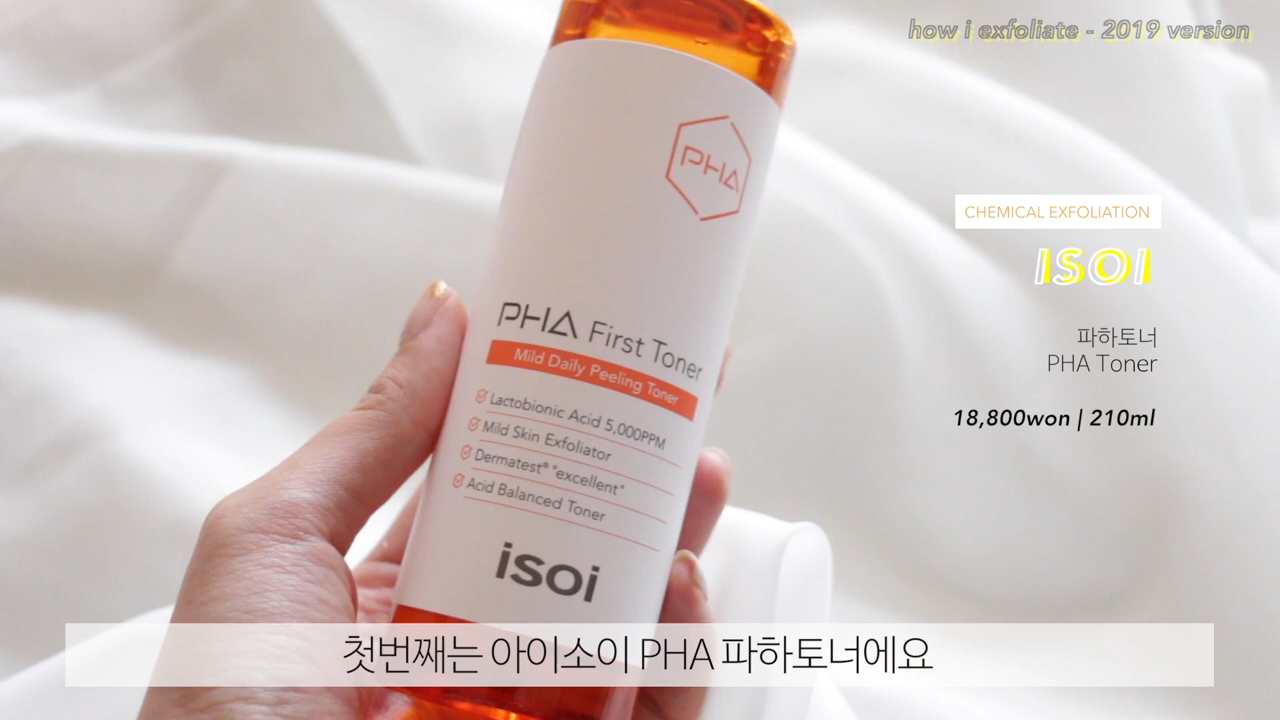 how i exfoliate - 2019 version
PHA
CHEMICAL EXFOLIATION
ISOI
파하토너
PHA Toner
18,800won | 210ml
PHA First Toner
Mild Daily Peeling Toner
Lactobionic Acid 5,000PPM
Mild Skin Exfoliator
Dermatest® "excellent"
Acid Balanced Toner
isoi
첫번째는 아이소이 PHA 파하토너에요